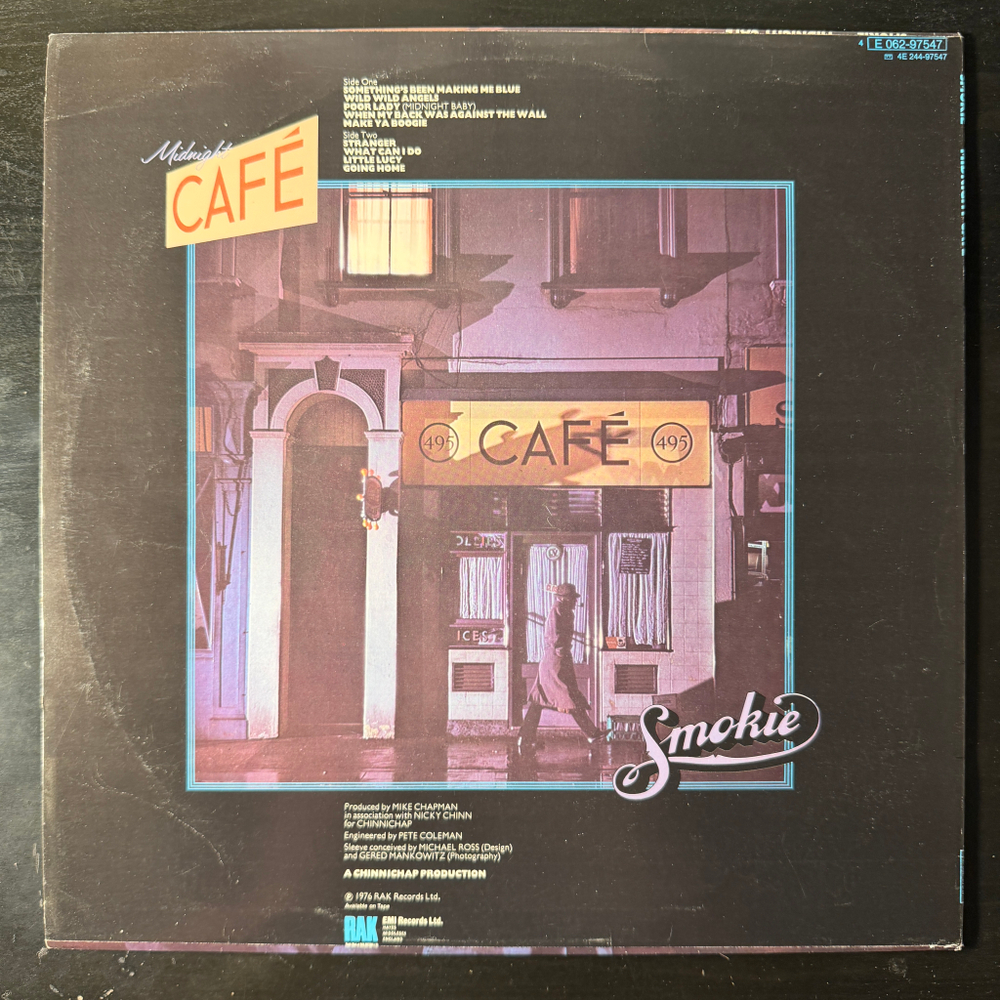 4 E 062-97547
4E 244-97547
Side One
SOMETHING'S BEEN MAKING ME BLUE
WILD WILD ANGELS
POOR LADY (MIDNIGHT BABY)
WHEN MY BACK WAS AGAINST THE WALL
MAKE YA BOOGIE
Side Two
STRANGER
WHAT CAN I DO
LITTLE LUCY
GOING HOME
Midnight
CAFÉ
495 CAFÉ 495
ICES
Smokie
Produced by MIKE CHAPMAN
in association with NICKY CHINN
for CHINNICHAP
Engineered by PETE COLEMAN
Sleeve conceived by MICHAEL ROSS (Design)
and GERED MANKOWITZ (Photography)
A CHINNICHAP PRODUCTION
℗ 1976 RAK Records Ltd.
Available on Tape
RAK EMI Records Ltd.